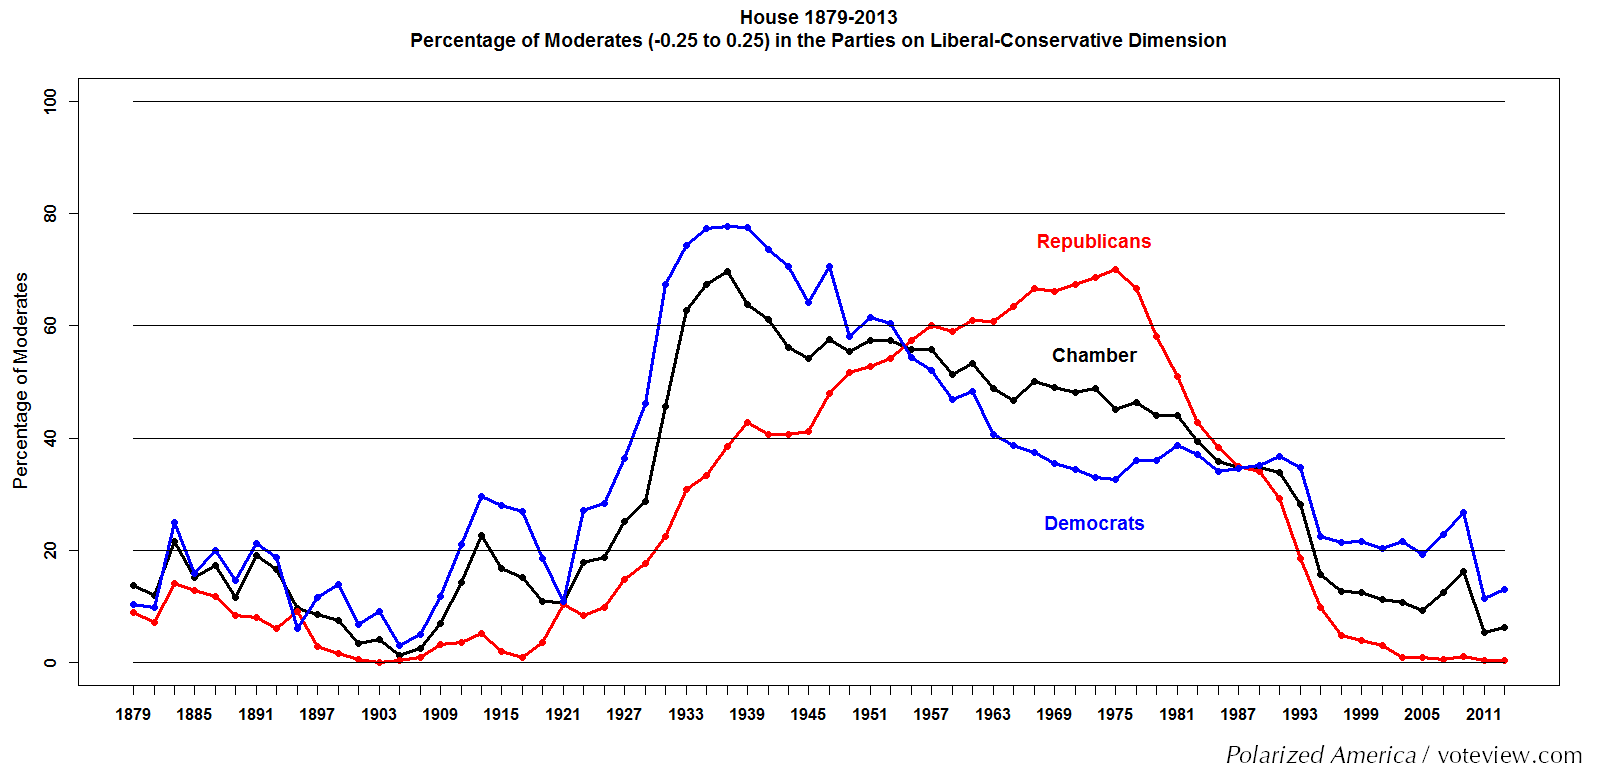 House 1879-2013
Percentage of Moderates (-0.25 to 0.25) in the Parties on Liberal-Conservative Dimension
Percentage of Moderates
100
80
60
40
20
0
Republicans
Chamber
Democrats
1879 1885 1891 1897 1903 1909 1915 1921 1927 1933 1939 1945 1951 1957 1963 1969 1975 1981 1987 1993 1999 2005 2011
Polarized America / voteview.com